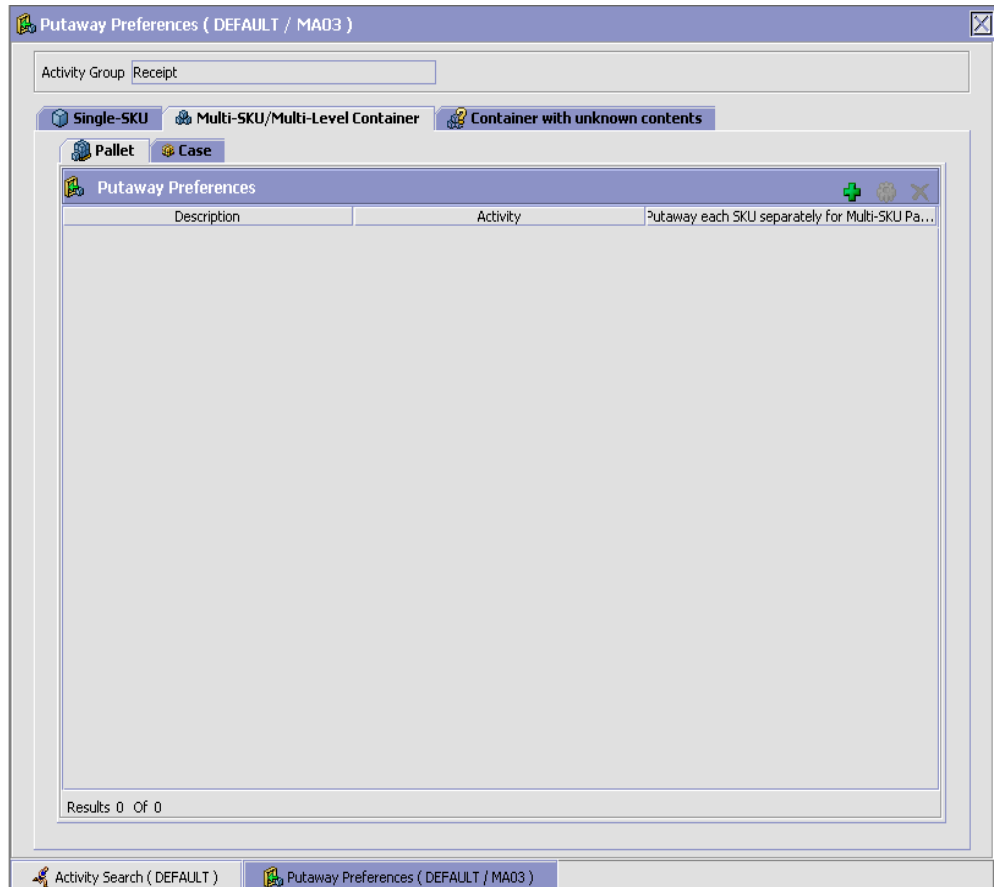 Putaway Preferences ( DEFAULT / MA03 )
Activity Group Receipt
Single-SKU Multi-SKU/Multi-Level Container Container with unknown contents
Pallet Case
Putaway Preferences
Description Activity Putaway each SKU separately for Multi-SKU Pa...
Results 0 Of 0
Activity Search ( DEFAULT ) Putaway Preferences ( DEFAULT / MA03 )